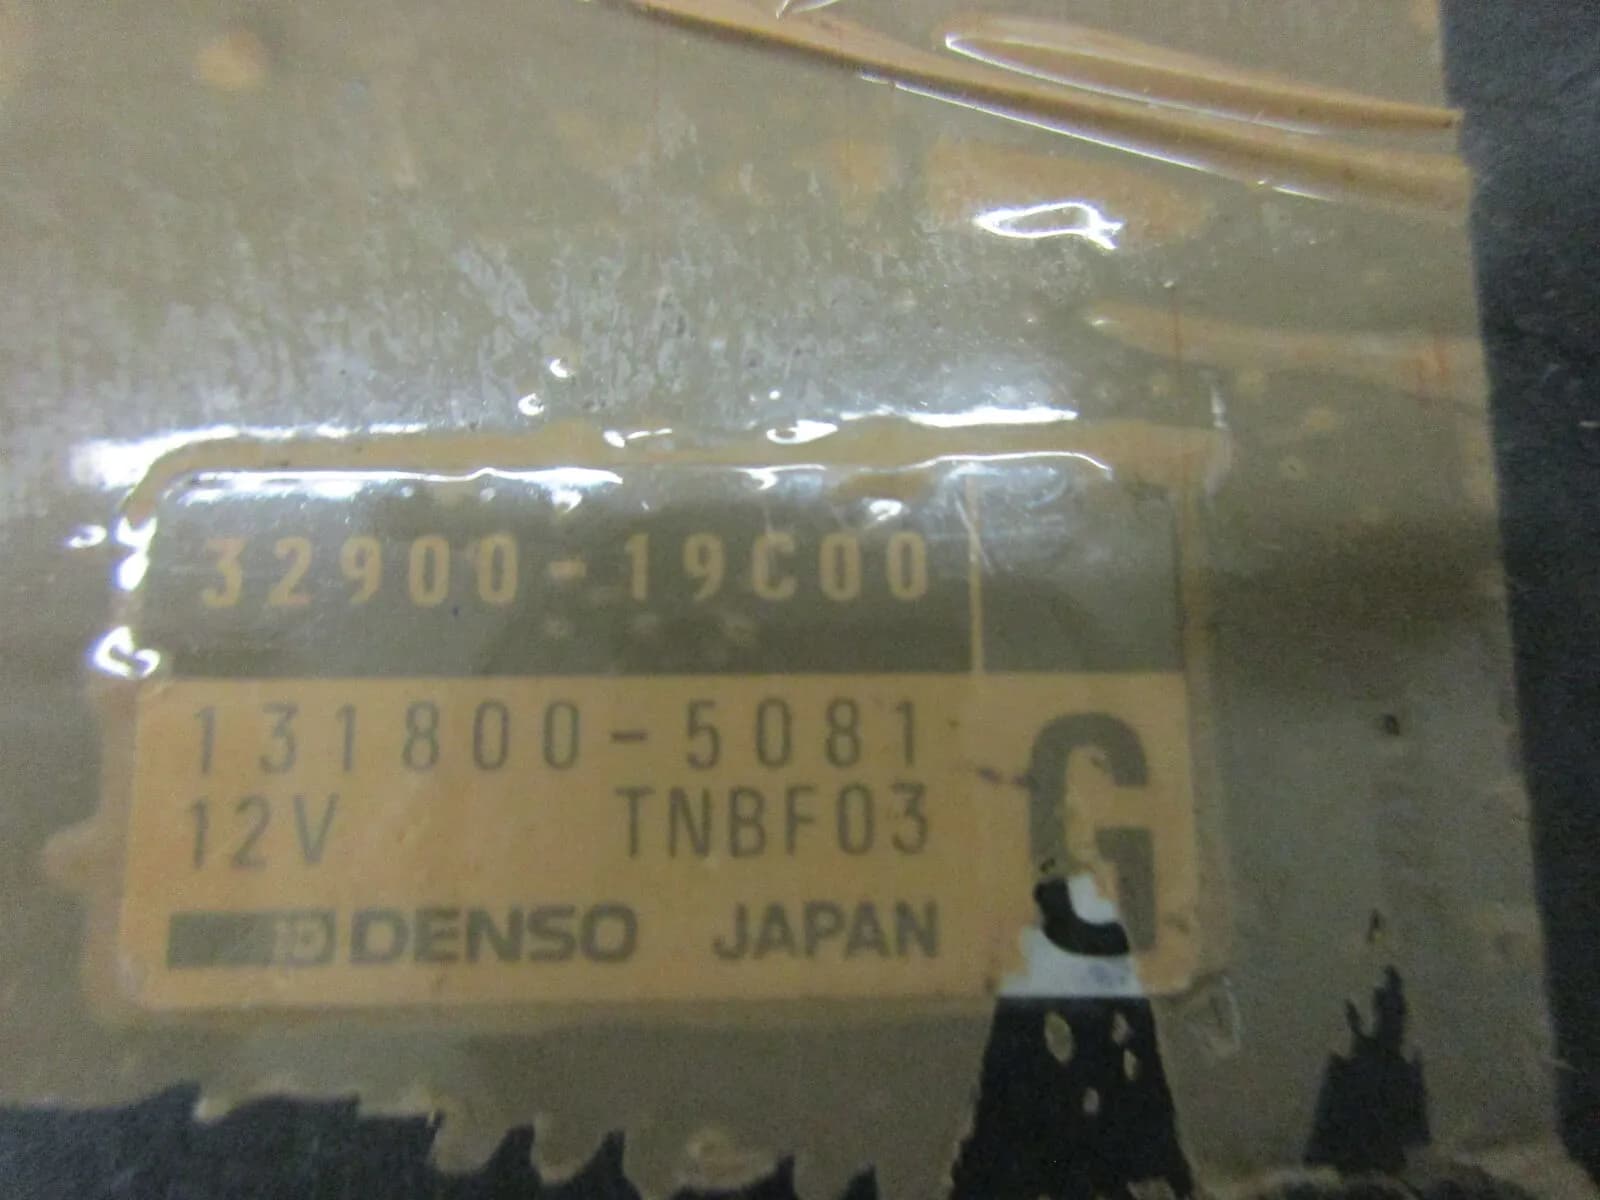 32900-19C00
131800-5081
12V TNBF03
G
DENSO JAPAN